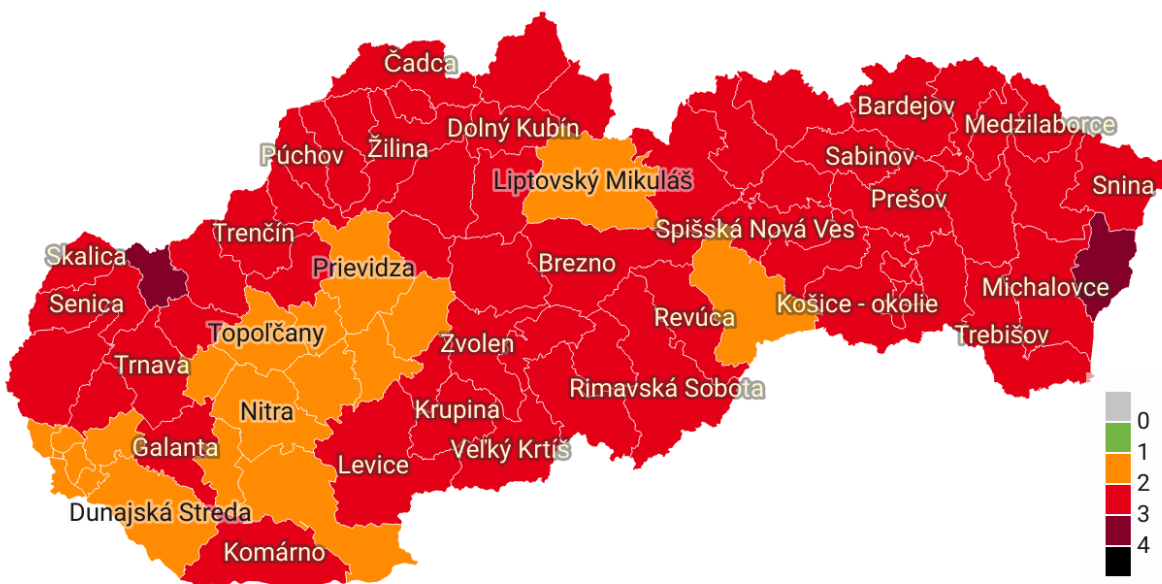 Čadca
Dolný Kubín
Bardejov
Medzilaborce
Púchov
Žilina
Sabinov
Liptovský Mikuláš
Snina
Prešov
Spišská Nová Ves
Trenčín
Skalica
Prievidza
Brezno
Michalovce
Senica
Košice - okolie
Revúca
Topoľčany
Trebišov
Zvolen
Trnava
Rimavská Sobota
Nitra
Krupina
Galanta
Veľký Krtíš
Levice
Dunajská Streda
Komárno
0
1
2
3
4